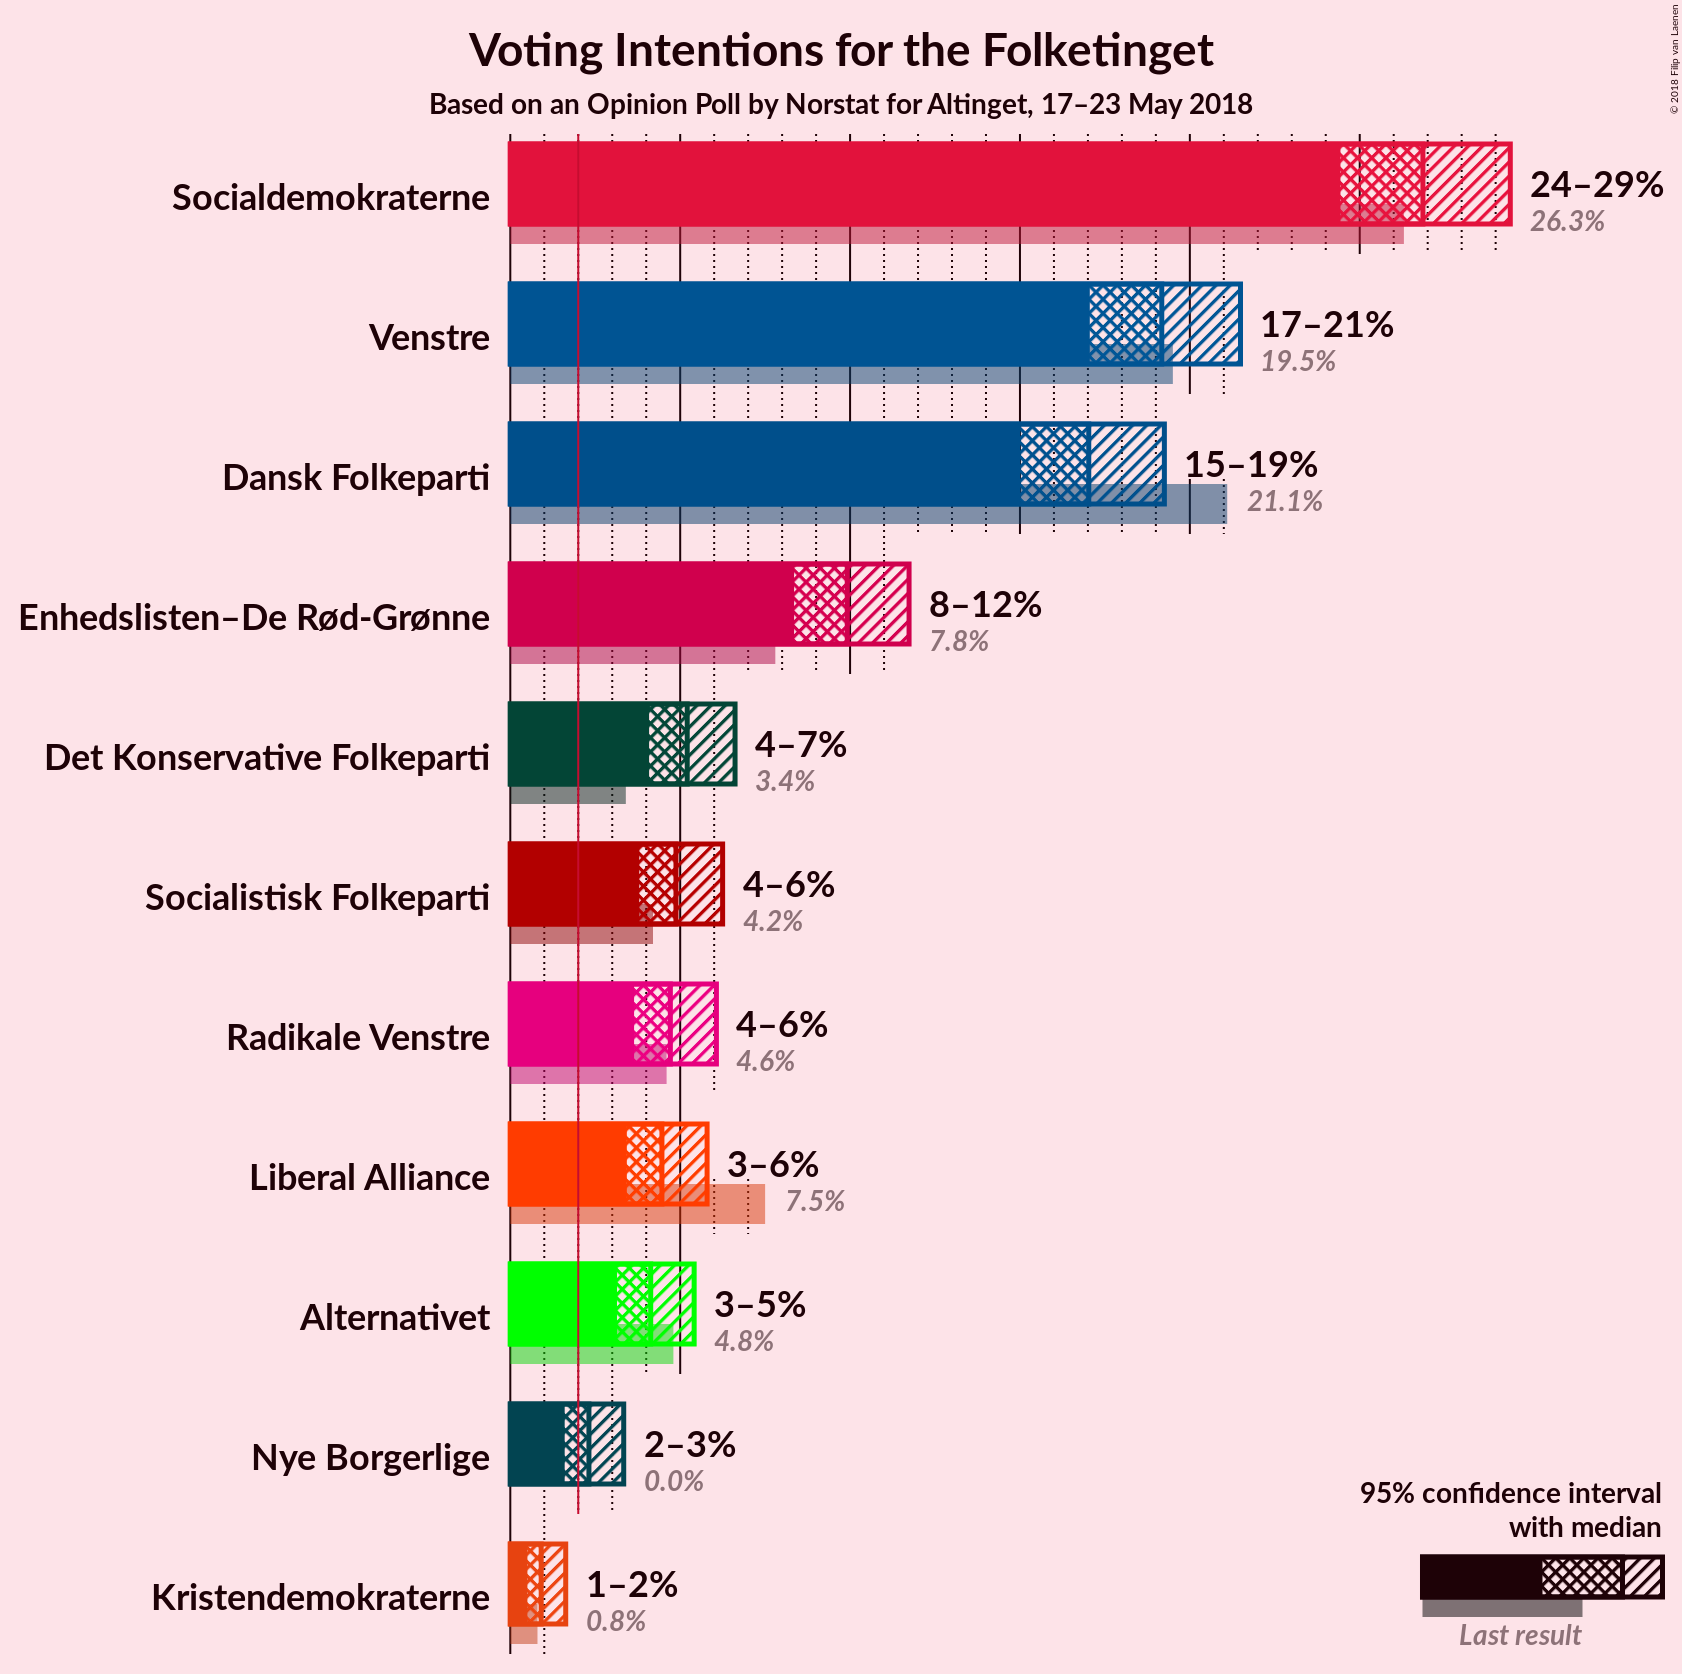 Voting Intentions for the Folketinget
Based on an Opinion Poll by Norstat for Altinget, 17–23 May 2018
© 2018 Filip van Laenen
Socialdemokraterne
24–29%
26.3%
Venstre
17–21%
19.5%
Dansk Folkeparti
15–19%
21.1%
Enhedslisten–De Rød-Grønne
8–12%
7.8%
Det Konservative Folkeparti
4–7%
3.4%
Socialistisk Folkeparti
4–6%
4.2%
Radikale Venstre
4–6%
4.6%
Liberal Alliance
3–6%
7.5%
Alternativet
3–5%
4.8%
Nye Borgerlige
2–3%
0.0%
Kristendemokraterne
1–2%
0.8%
95% confidence interval
with median
Last result